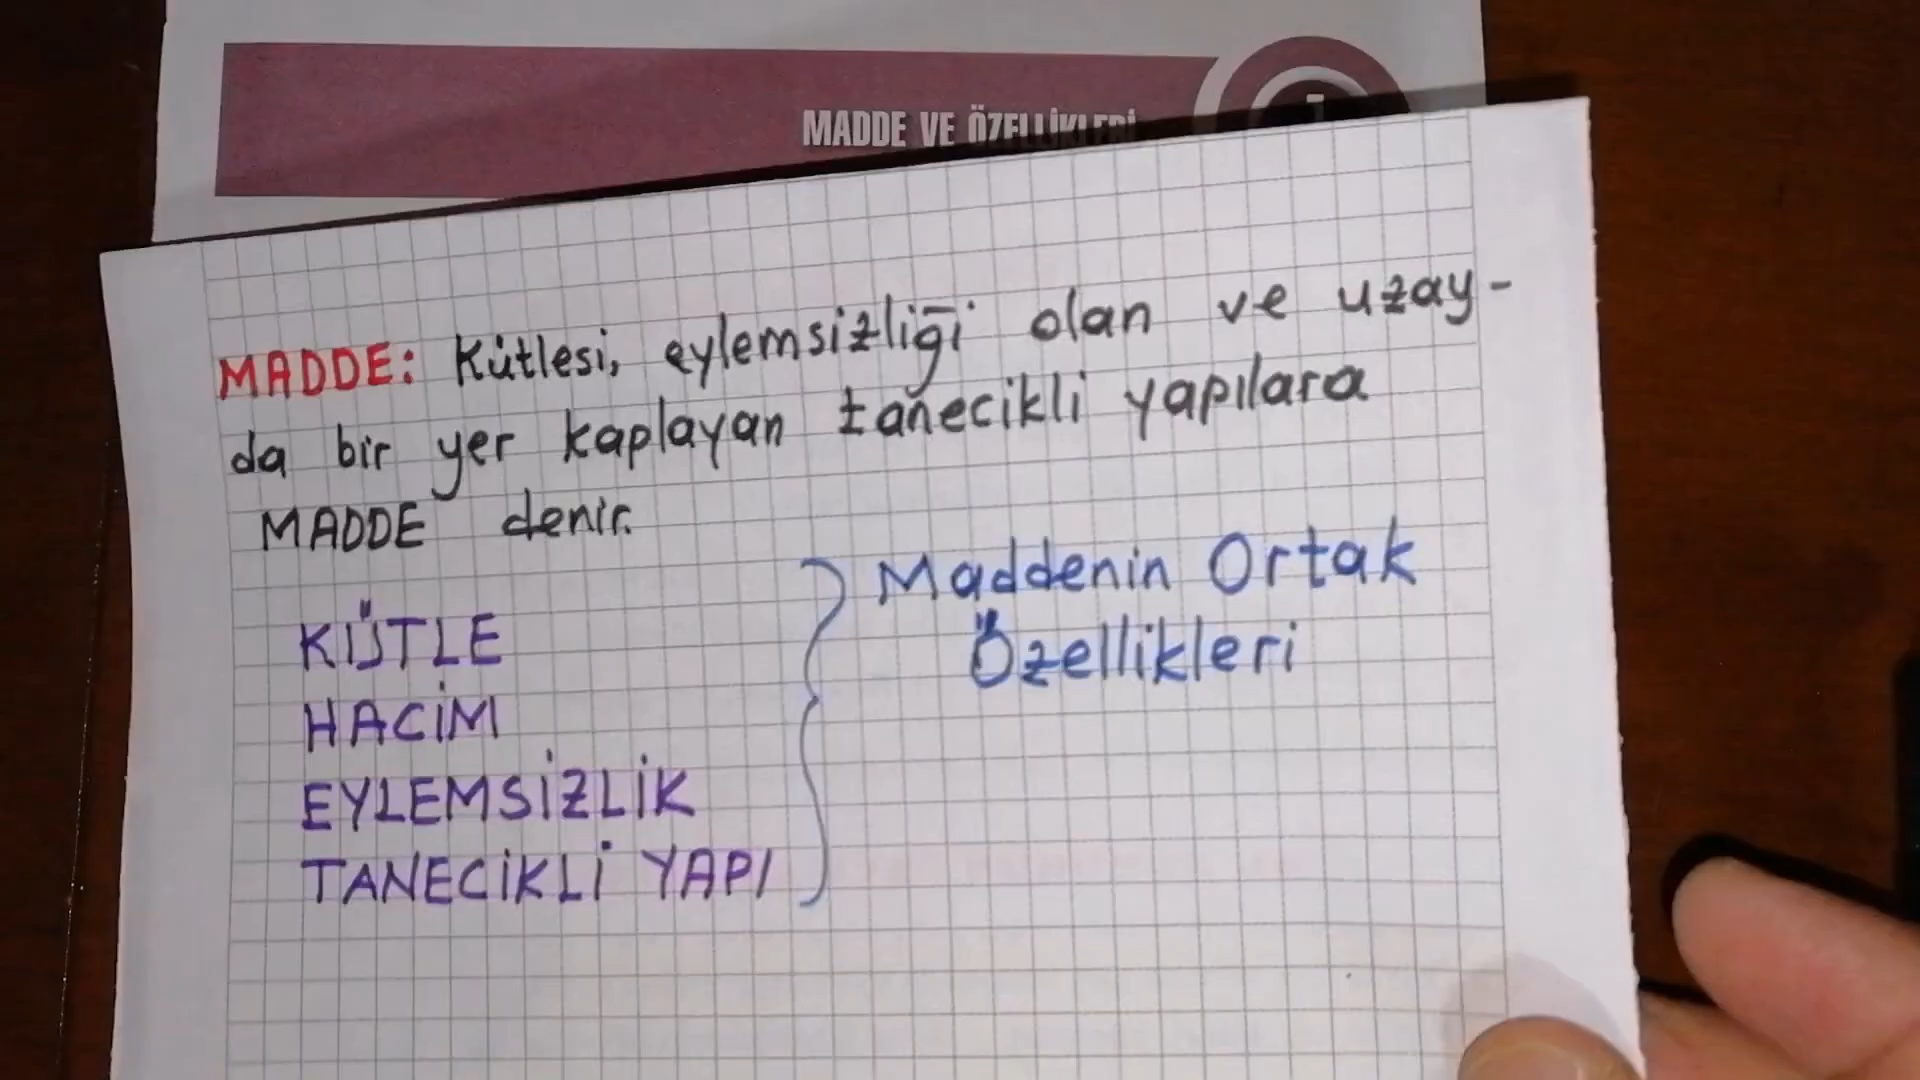 MADDE VE ÖZELLİKLERİ
MADDE: Kütlesi, eylemsizliği olan ve uzay-
da bir yer kaplayan tanecikli yapılara
MADDE denir.
KÜTLE
HACİM
EYLEMSİZLİK
TANECİKLİ YAPI
Maddenin Ortak
Özellikleri